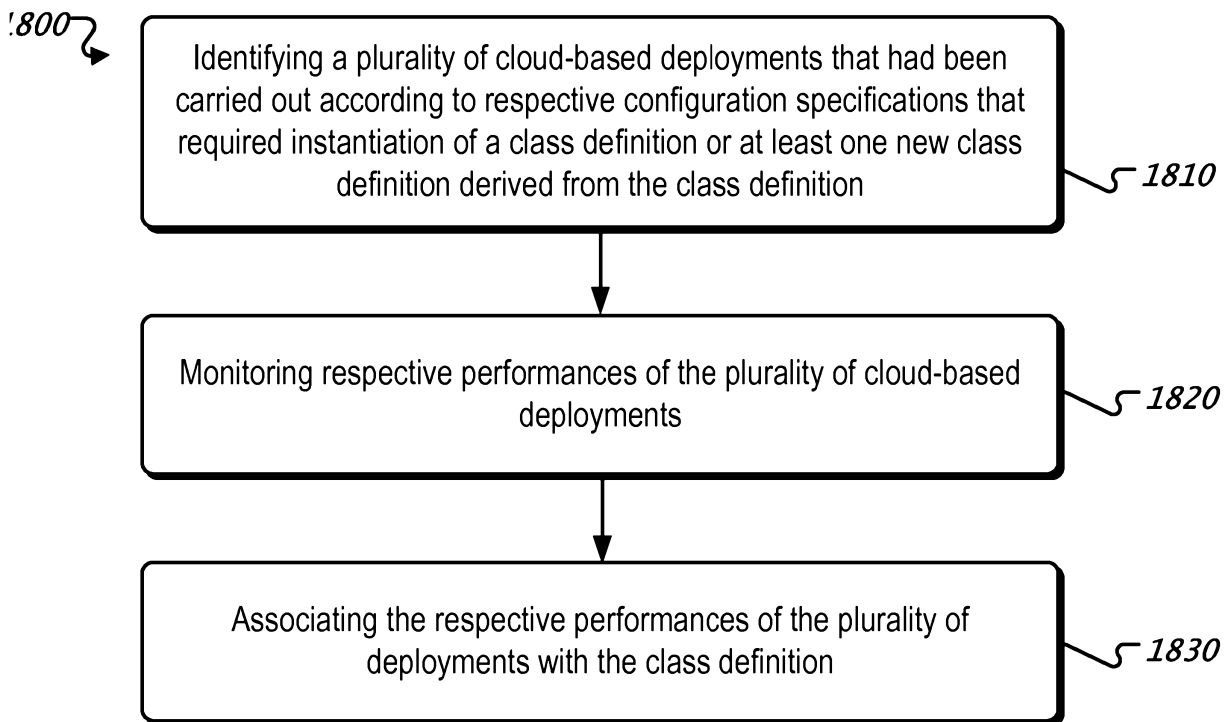 1800
Identifying a plurality of cloud-based deployments that had been
carried out according to respective configuration specifications that
required instantiation of a class definition or at least one new class
definition derived from the class definition
1810
Monitoring respective performances of the plurality of cloud-based
deployments
1820
Associating the respective performances of the plurality of
deployments with the class definition
1830